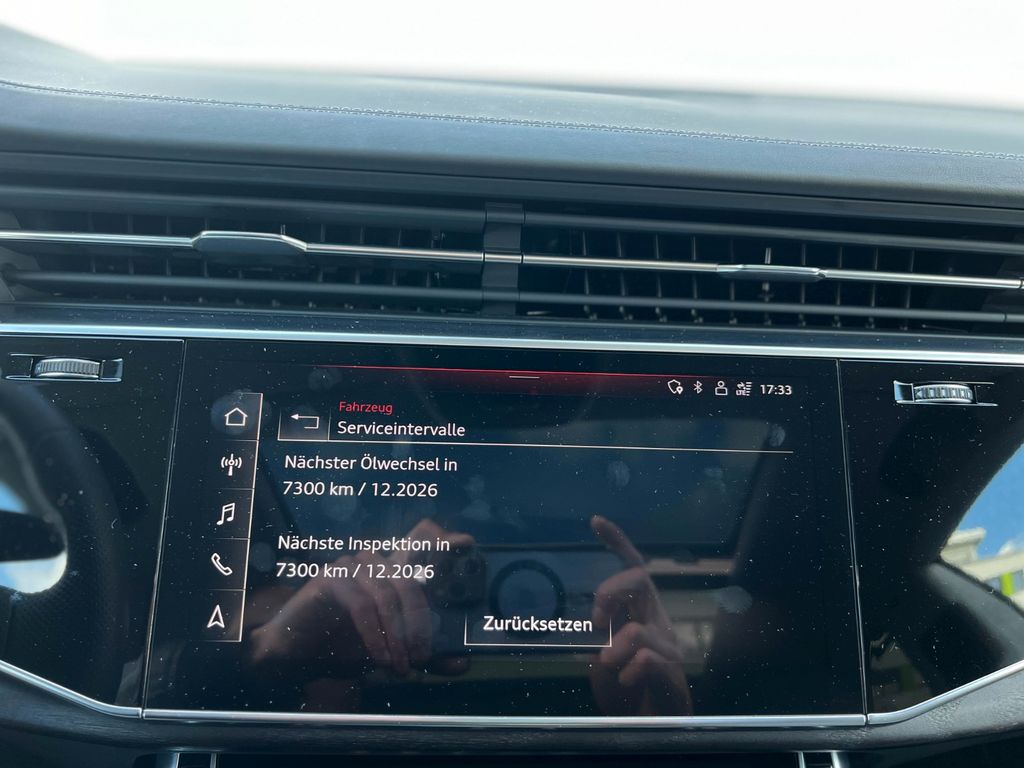 17:33
Fahrzeug
Serviceintervalle
Nächster Ölwechsel in
7300 km / 12.2026
Nächste Inspektion in
7300 km / 12.2026
Zurücksetzen